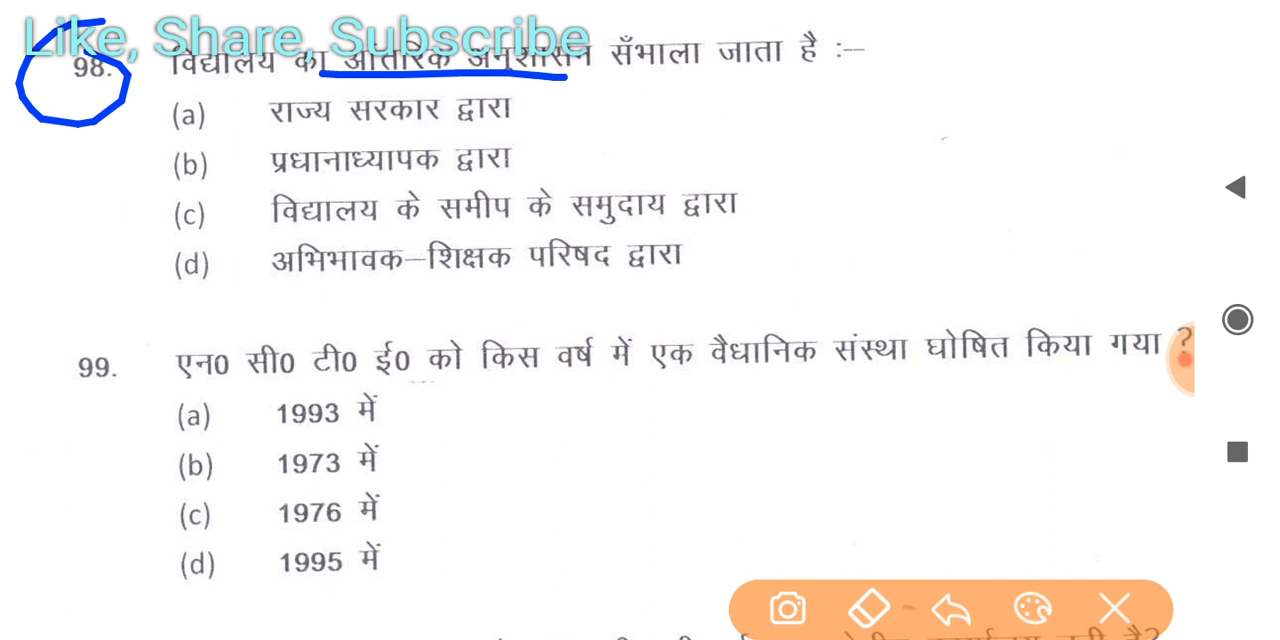 Like, Share, Subscribe
98. विद्यालय का आंतरिक अनुशासन सँभाला जाता है :–
(a) राज्य सरकार द्वारा
(b) प्रधानाध्यापक द्वारा
(c) विद्यालय के समीप के समुदाय द्वारा
(d) अभिभावक–शिक्षक परिषद द्वारा
99. एन0 सी0 टी0 ई0 को किस वर्ष में एक वैधानिक संस्था घोषित किया गया ?
(a) 1993 में
(b) 1973 में
(c) 1976 में
(d) 1995 में